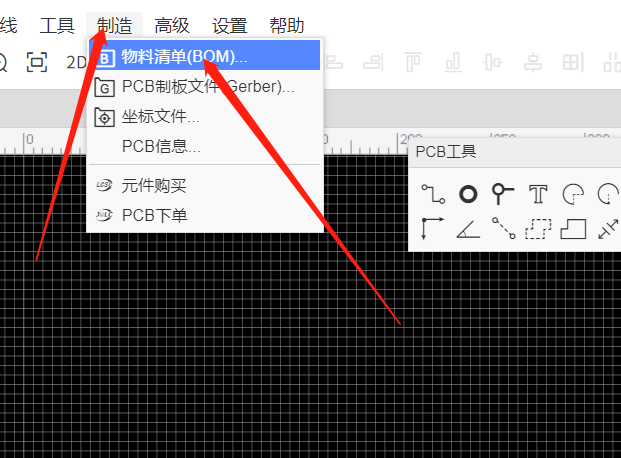 线 工具 制造 高级 设置 帮助
2D
B 物料清单(BOM)...
G PCB制板文件(Gerber)...
坐标文件...
PCB信息...
LCSC 元件购买
JLC PCB下单
0 200
PCB工具
T